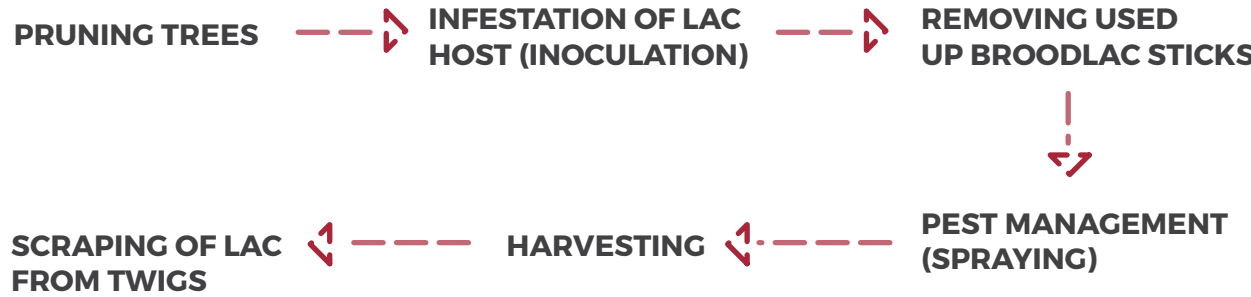 PRUNING TREES
INFESTATION OF LAC
HOST (INOCULATION)
REMOVING USED
UP BROODLAC STICKS
PEST MANAGEMENT
(SPRAYING)
HARVESTING
SCRAPING OF LAC
FROM TWIGS